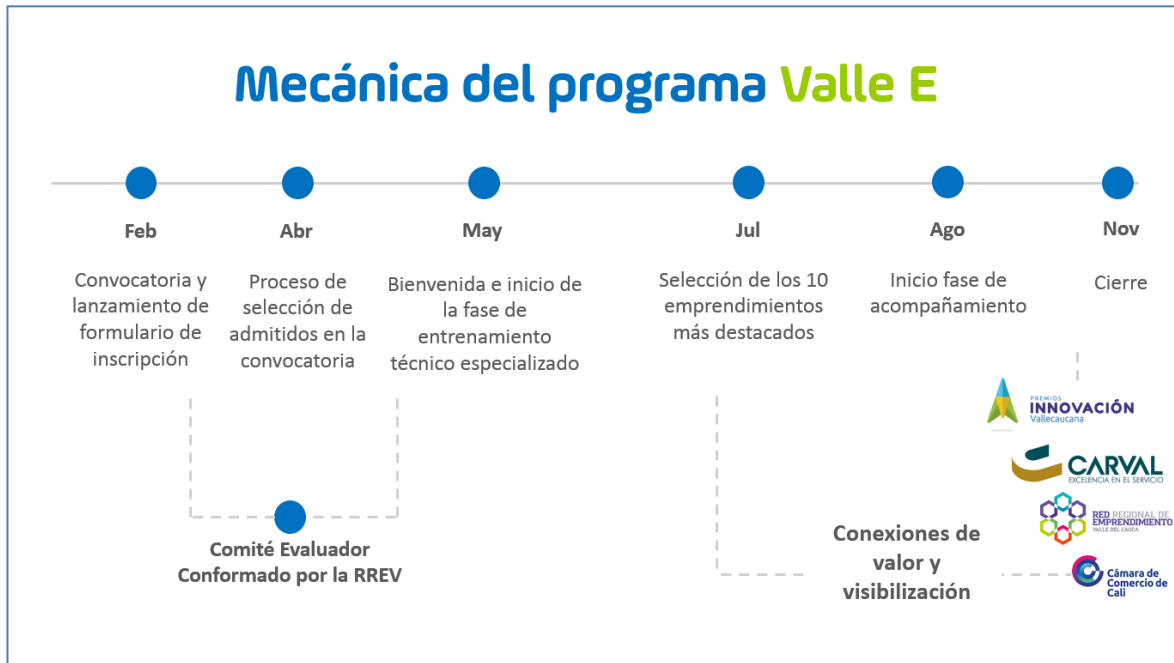 Mecánica del programa Valle E
Feb
Convocatoria y
lanzamiento de
formulario de
inscripción
Abr
Proceso de
selección de
admitidos en la
convocatoria
May
Bienvenida e inicio de
la fase de
entrenamiento
técnico especializado
Jul
Selección de los 10
emprendimientos
más destacados
Ago
Inicio fase de
acompañamiento
Nov
Cierre
Comité Evaluador
Conformado por la RREV
Conexiones de
valor y
visibilización
PREMIOS
INNOVACIÓN
Vallecaucana
CARVAL
EXCELENCIA EN EL SERVICIO
RED REGIONAL DE
EMPRENDIMIENTO
VALLE DEL CAUCA
Cámara de
Comercio de
Cali